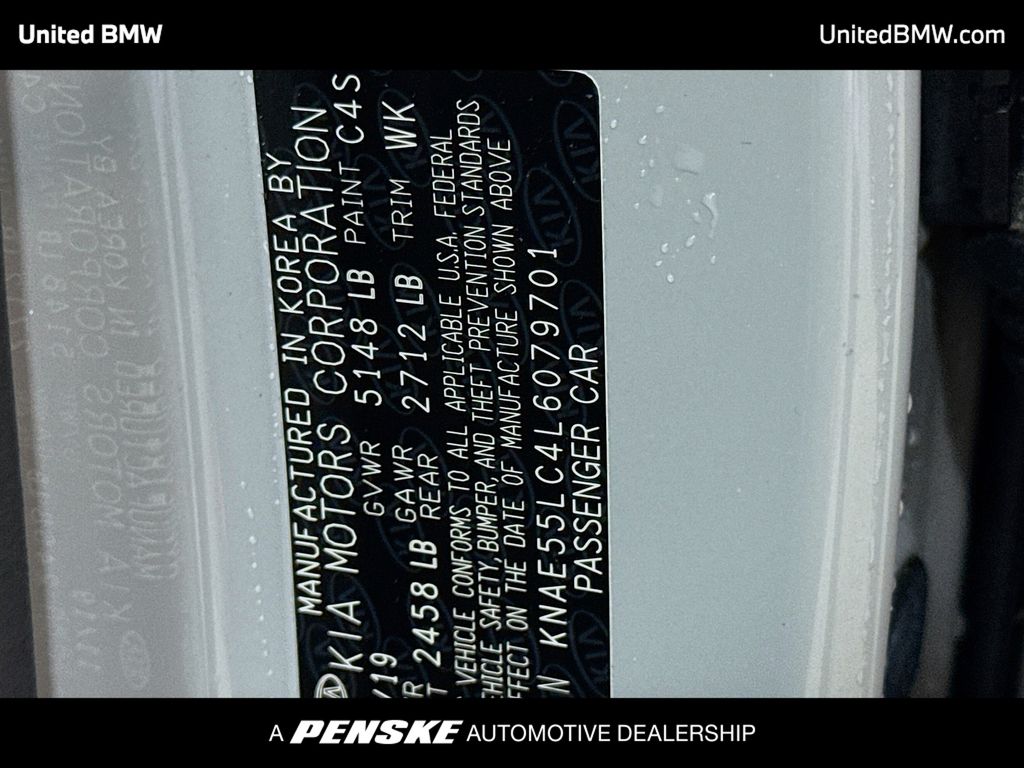 United BMW
UnitedBMW.com
MANUFACTURED IN KOREA BY
KIA MOTORS CORPORATION
/19 GVWR 5148 LB PAINT C4S
2458 LB GAWR REAR 2712 LB TRIM WK
VEHICLE CONFORMS TO ALL APPLICABLE U.S.A. FEDERAL
SAFETY, BUMPER, AND THEFT PREVENTION STANDARDS
ON THE DATE OF MANUFACTURE SHOWN ABOVE
KNAE55LC4L6079701
PASSENGER CAR
A PENSKE AUTOMOTIVE DEALERSHIP